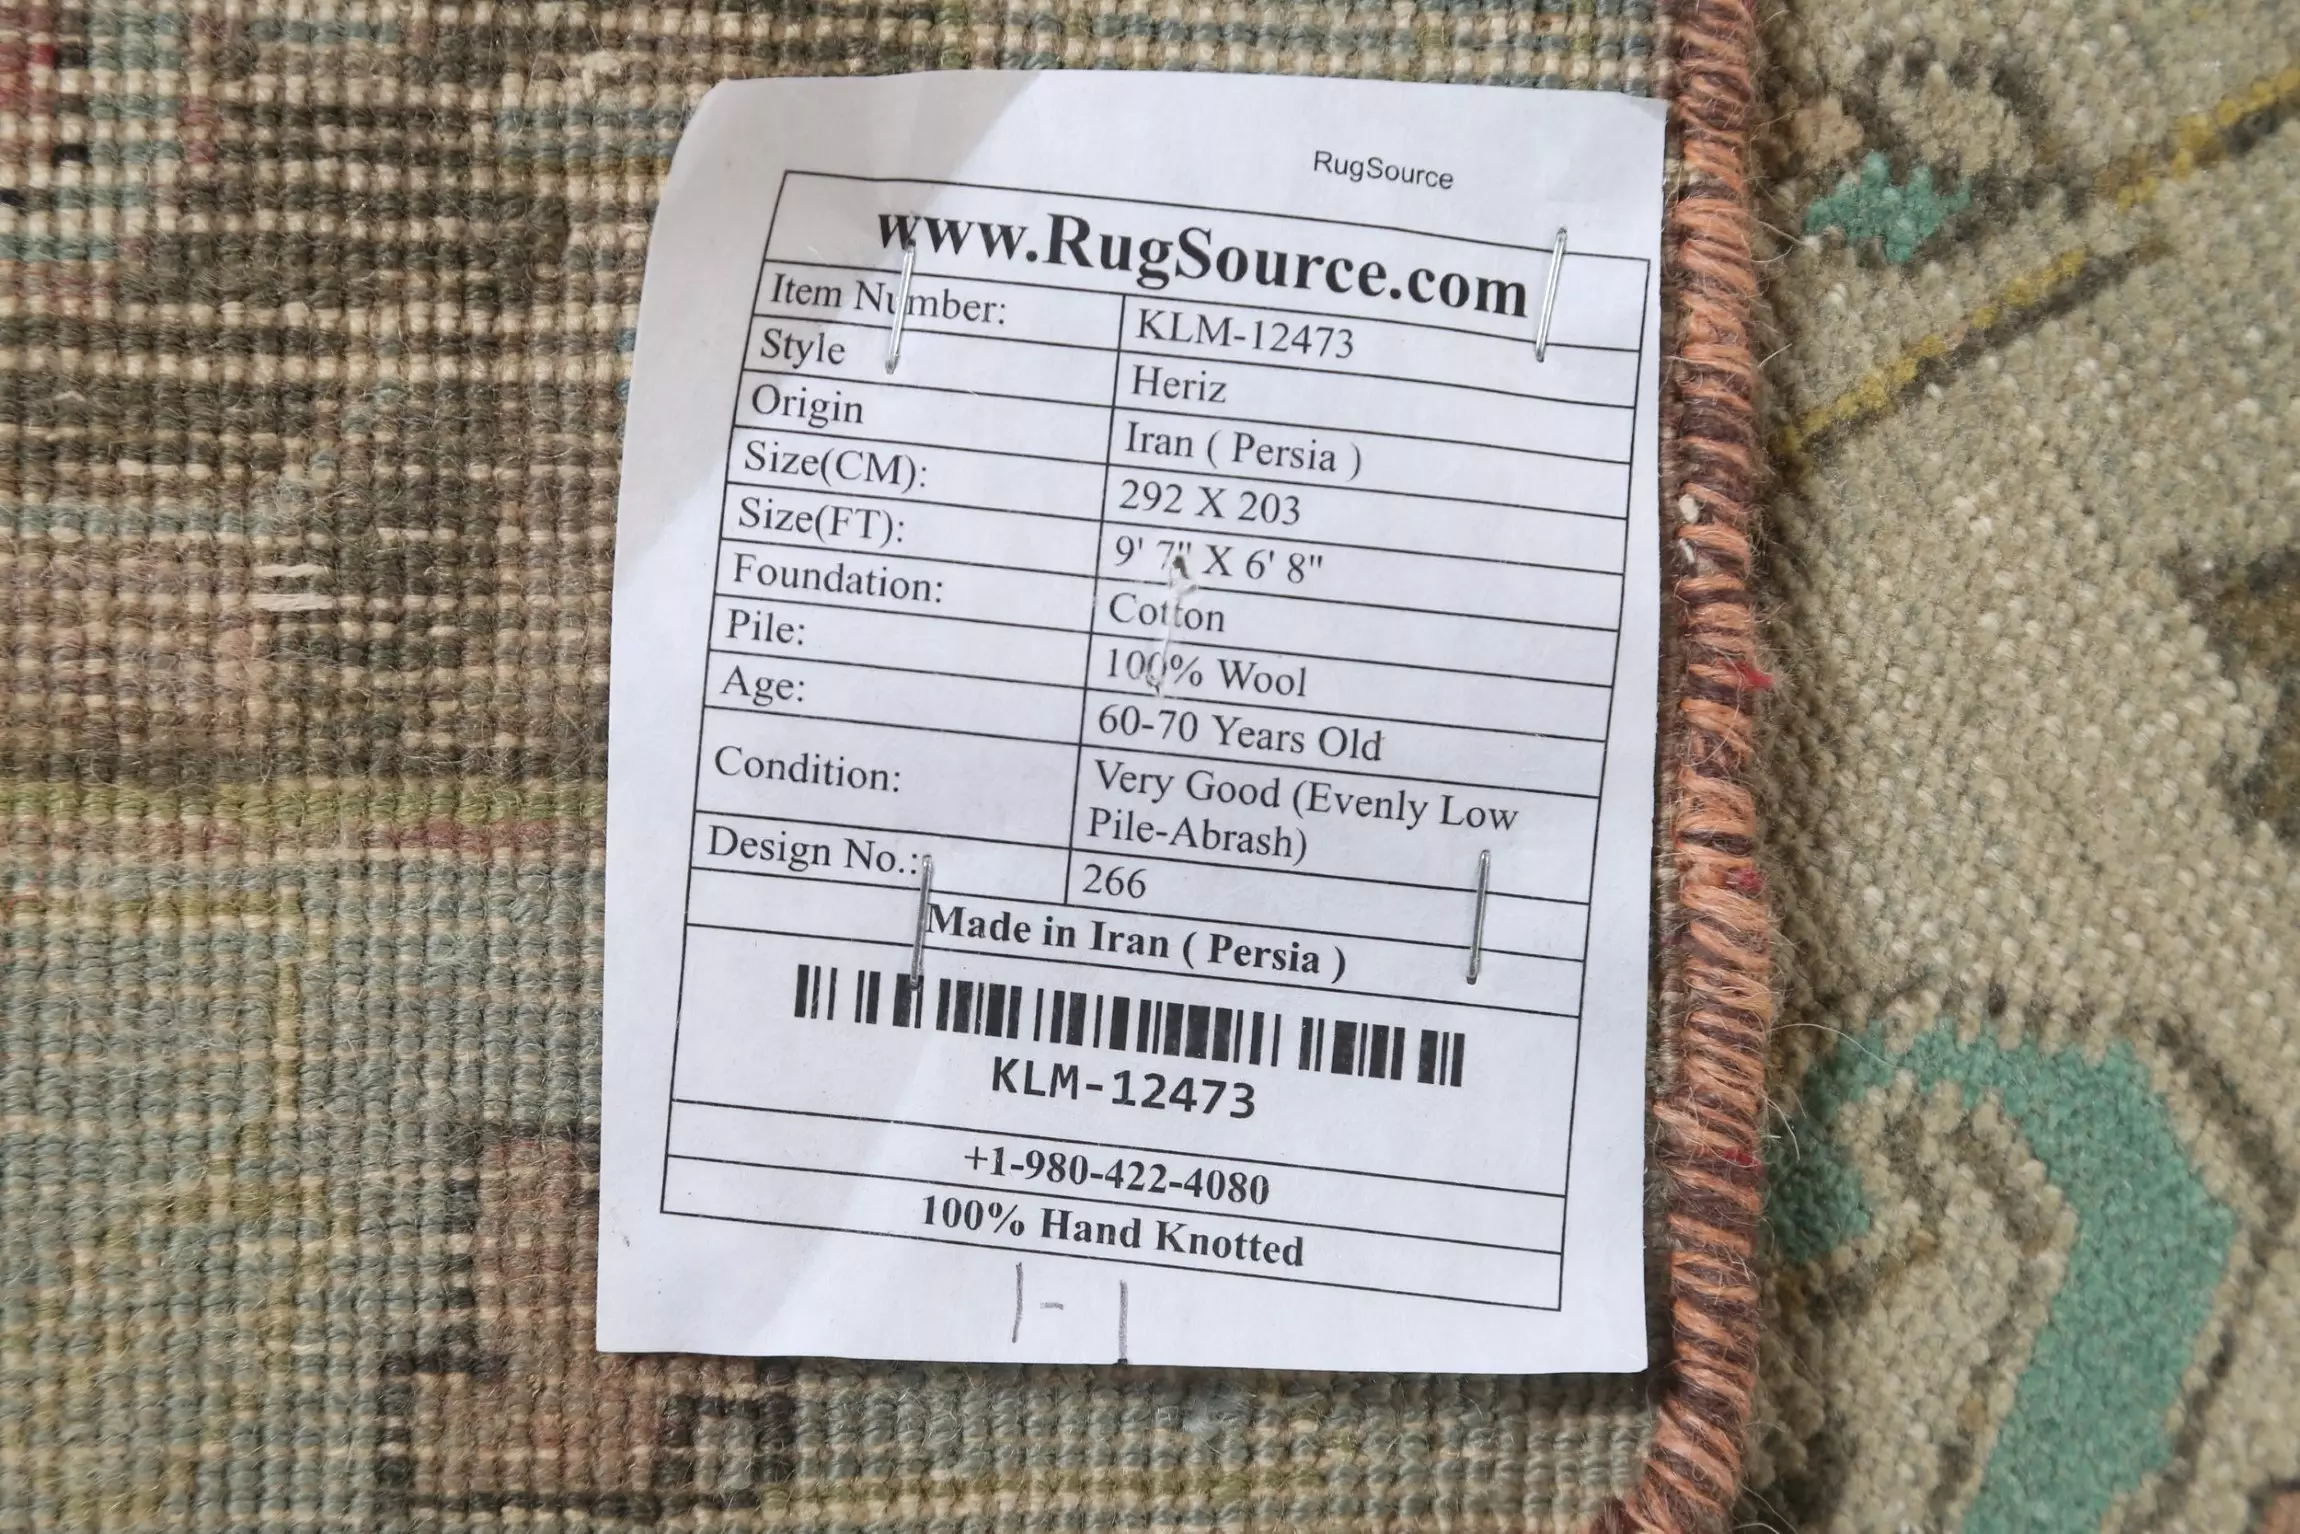 RugSource
www.RugSource.com
Item Number: KLM-12473
Style Heriz
Origin Iran ( Persia )
Size(CM): 292 X 203
Size(FT): 9' 7" X 6' 8"
Foundation: Cotton
Pile: 100% Wool
Age: 60-70 Years Old
Condition: Very Good (Evenly Low
Pile-Abrash)
Design No.: 266
Made in Iran ( Persia )
KLM-12473
+1-980-422-4080
100% Hand Knotted
1-1